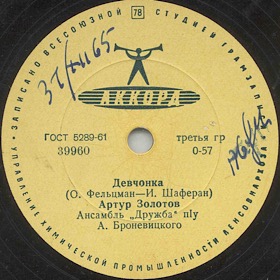 ЗАПИСАНО ВСЕСОЮЗНОЙ 78 СТУДИЕЙ ГРАМЗАПИ
АККОРД
ГОСТ 5289-61
третья гр
39960
0-57
Девчонка
(О. Фельцман—И. Шаферан)
Артур Золотов
Ансамбль „Дружба" п/у
А. Броневицкого
УПРАВЛЕНИЕ ХИМИЧЕСКОЙ ПРОМЫШЛЕННОСТИ ЛЕНСОВНАРХОЗА